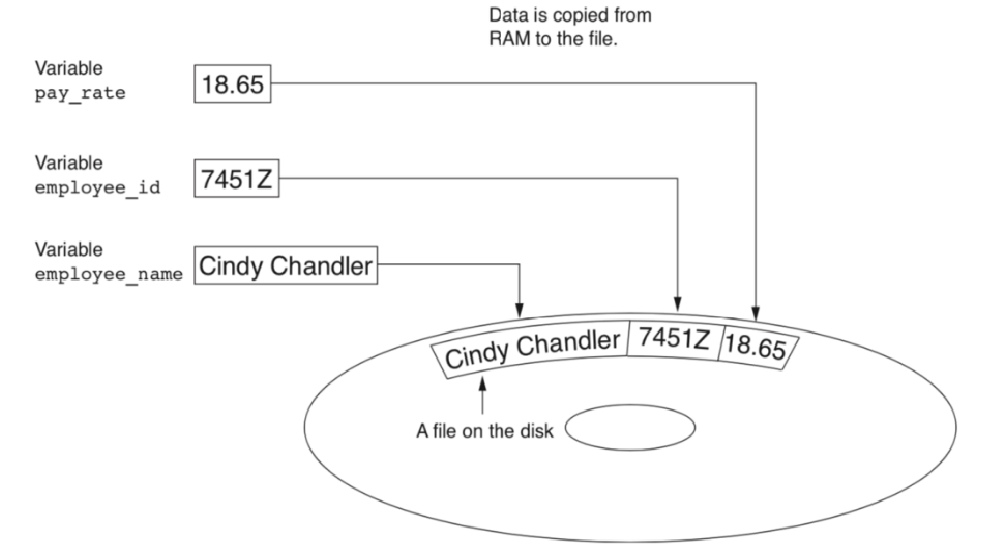 Data is copied from
RAM to the file.
Variable
pay_rate
18.65
Variable
employee_id
7451Z
Variable
employee_name
Cindy Chandler
Cindy Chandler
7451Z
18.65
A file on the disk